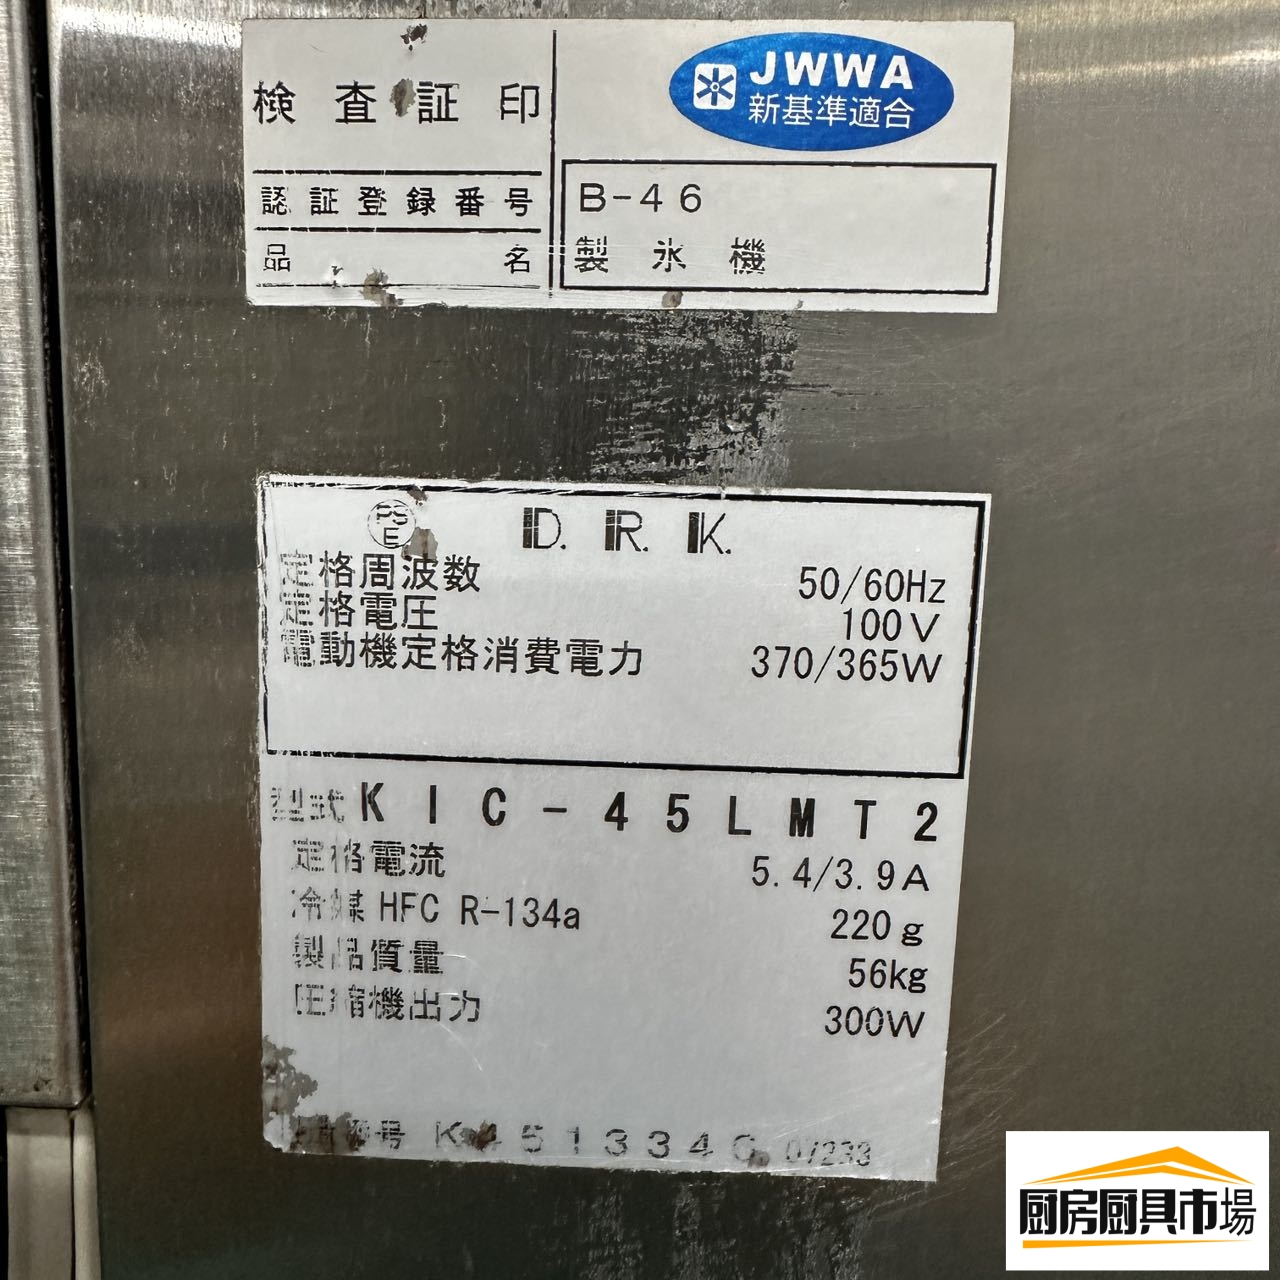 検査証印
JWWA
新基準適合
認証登録番号 B-46
品名 製氷機
PSE D.R.K.
定格周波数 50/60Hz
定格電圧 100V
電動機定格消費電力 370/365W
型式 KIC-45LMT2
定格電流 5.4/3.9A
冷媒 HFC R-134a 220g
製品質量 56kg
圧縮機出力 300W
号 K4513340
厨房厨具市場